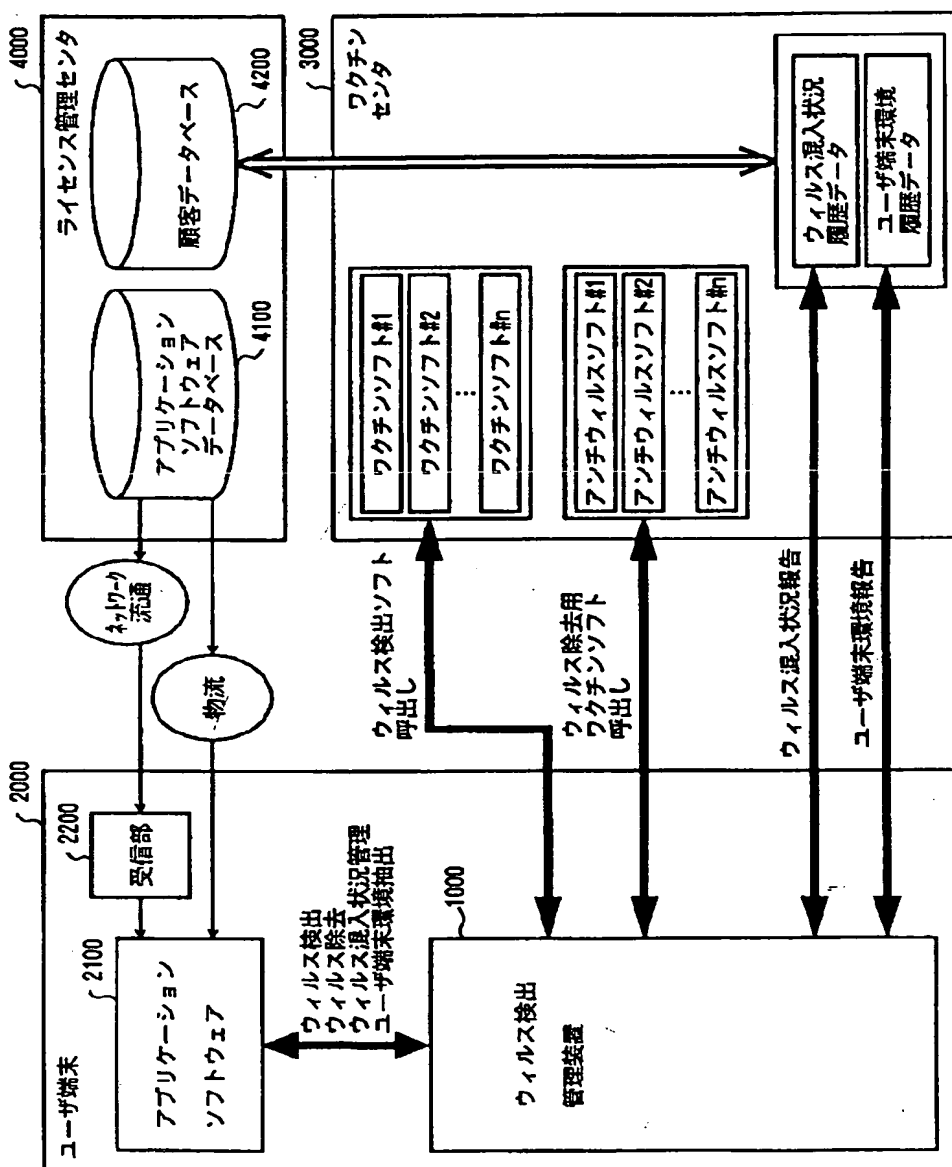 2000
ユーザ端末
2100
アプリケーション
ソフトウェア
2200
受信部
ネットワーク
流通
物流
4000
ライセンス管理センタ
4100
アプリケーション
ソフトウェア
データベース
4200
顧客データベース
ウィルス検出
ウィルス除去
ウィルス混入状況管理
ユーザ端末環境抽出
1000
ウィルス検出
管理装置
ウィルス検出ソフト
呼出し
ウィルス除去用
ワクチンソフト
呼出し
ウィルス混入状況報告
ユーザ端末環境報告
3000
ワクチン
センタ
ワクチンソフト#1
ワクチンソフト#2
…
ワクチンソフト#n
アンチウィルスソフト#1
アンチウィルスソフト#2
…
アンチウィルスソフト#n
ウィルス混入状況
履歴データ
ユーザ端末環境
履歴データ